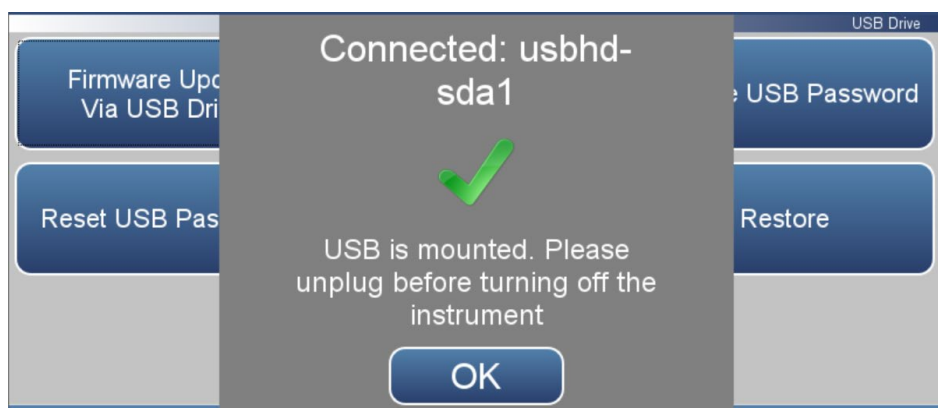 USB Drive
Firmware Upd
Via USB Dri
USB Password
Reset USB Pas
Restore
Connected: usbhd-
sda1
USB is mounted. Please
unplug before turning off the
instrument
OK